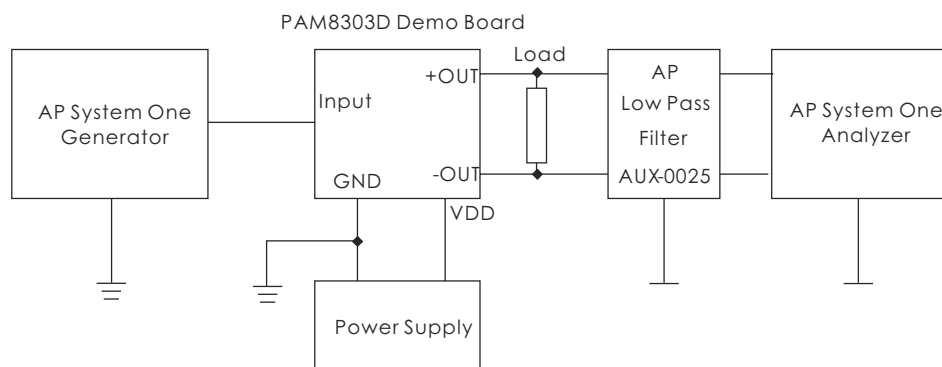 PAM8303D Demo Board
AP System One
Generator
Input
GND
+OUT
-OUT
VDD
Load
AP
Low Pass
Filter
AUX-0025
AP System One
Analyzer
Power Supply